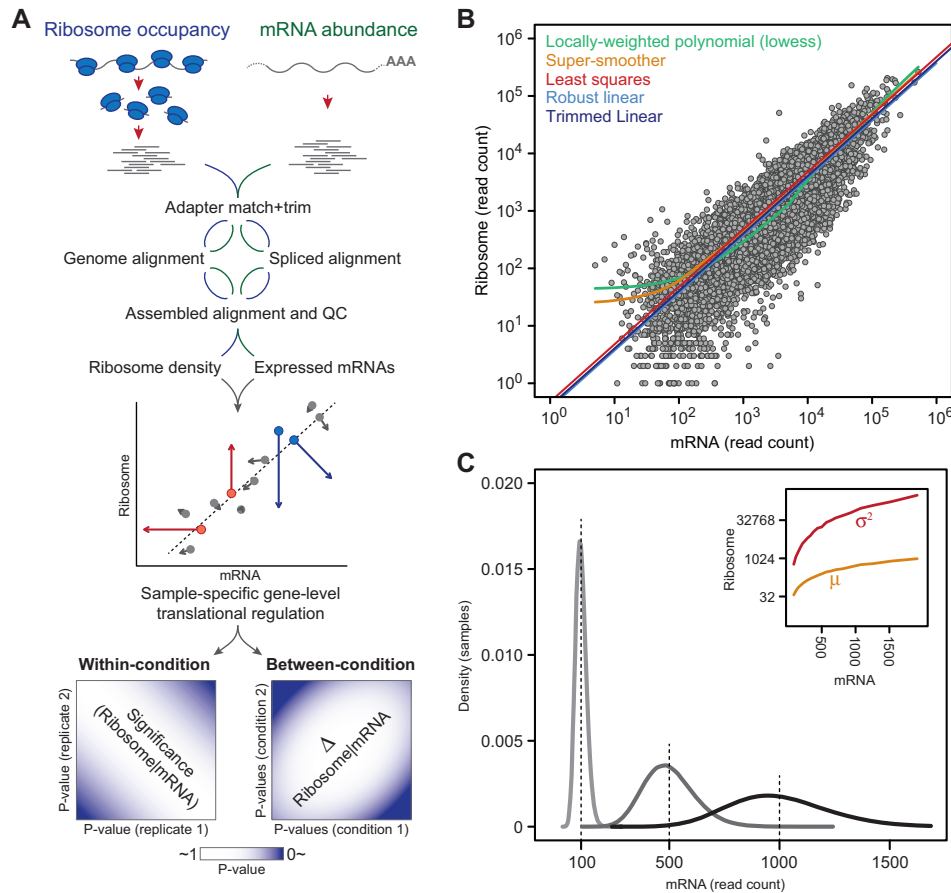 A
Ribosome occupancy
mRNA abundance
AAA
Adapter match+trim
Genome alignment
Spliced alignment
Assembled alignment and QC
Ribosome density
Expressed mRNAs
Ribosome
mRNA
Sample-specific gene-level
translational regulation
Within-condition
Between-condition
P-value (replicate 2)
Significance
(Ribosome|mRNA)
P-value (replicate 1)
P-values (condition 2)
Δ
Ribosome|mRNA
P-values (condition 1)
~1
0~
P-value
B
Locally-weighted polynomial (lowess)
Super-smoother
Least squares
Robust linear
Trimmed Linear
Ribosome (read count)
10⁶
10⁵
10⁴
10³
10²
10¹
10⁰
10⁰ 10¹ 10² 10³ 10⁴ 10⁵ 10⁶
mRNA (read count)
C
Density (samples)
0.020
0.015
0.010
0.005
0
100 500 1000 1500
mRNA (read count)
Ribosome
32768
1024
32
σ²
μ
500 1000 1500
mRNA